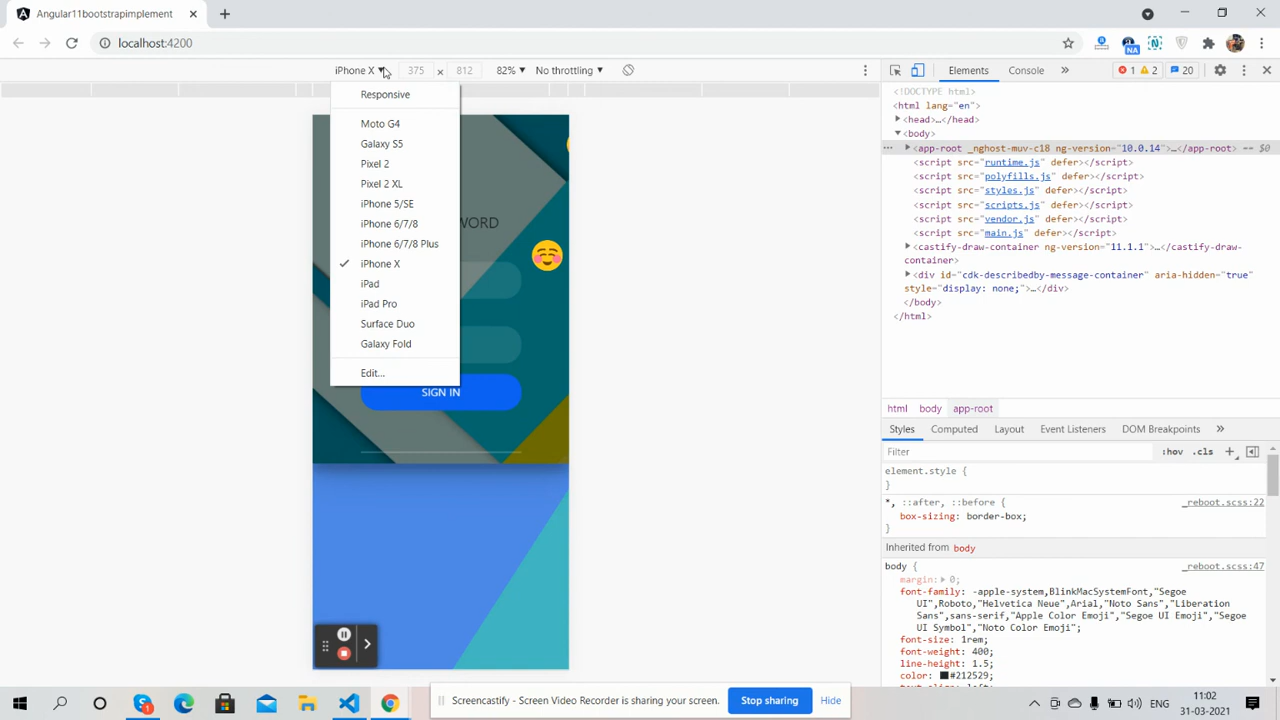 Angular11bootstrapimplement
localhost:4200
iPhone X 375 x 812 82% No throttling
Responsive
Moto G4
Galaxy S5
Pixel 2
Pixel 2 XL
iPhone 5/SE
iPhone 6/7/8
iPhone 6/7/8 Plus
iPhone X
iPad
iPad Pro
Surface Duo
Galaxy Fold
Edit...
WORD
SIGN IN
NA
Elements Console » 1 2 20
<!DOCTYPE html>
<html lang="en">
<head>…</head>
<body>
<app-root _nghost-muv-c18 ng-version="10.0.14">…</app-root> == $0
<script src="runtime.js" defer></script>
<script src="polyfills.js" defer></script>
<script src="styles.js" defer></script>
<script src="scripts.js" defer></script>
<script src="vendor.js" defer></script>
<script src="main.js" defer></script>
<castify-draw-container ng-version="11.1.1">…</castify-draw-
container>
<div id="cdk-describedby-message-container" aria-hidden="true"
style="display: none;">…</div>
</body>
</html>
html body app-root
Styles Computed Layout Event Listeners DOM Breakpoints »
Filter :hov .cls +
element.style {
}
*, ::after, ::before { _reboot.scss:22
box-sizing: border-box;
}
Inherited from body
body { _reboot.scss:47
margin: 0;
font-family: -apple-system,BlinkMacSystemFont,"Segoe
UI",Roboto,"Helvetica Neue",Arial,"Noto Sans","Liberation
Sans",sans-serif,"Apple Color Emoji","Segoe UI Emoji","Segoe
UI Symbol","Noto Color Emoji";
font-size: 1rem;
font-weight: 400;
line-height: 1.5;
color: #212529;
Screencastify - Screen Video Recorder is sharing your screen. Stop sharing Hide
ENG
11:02
31-03-2021